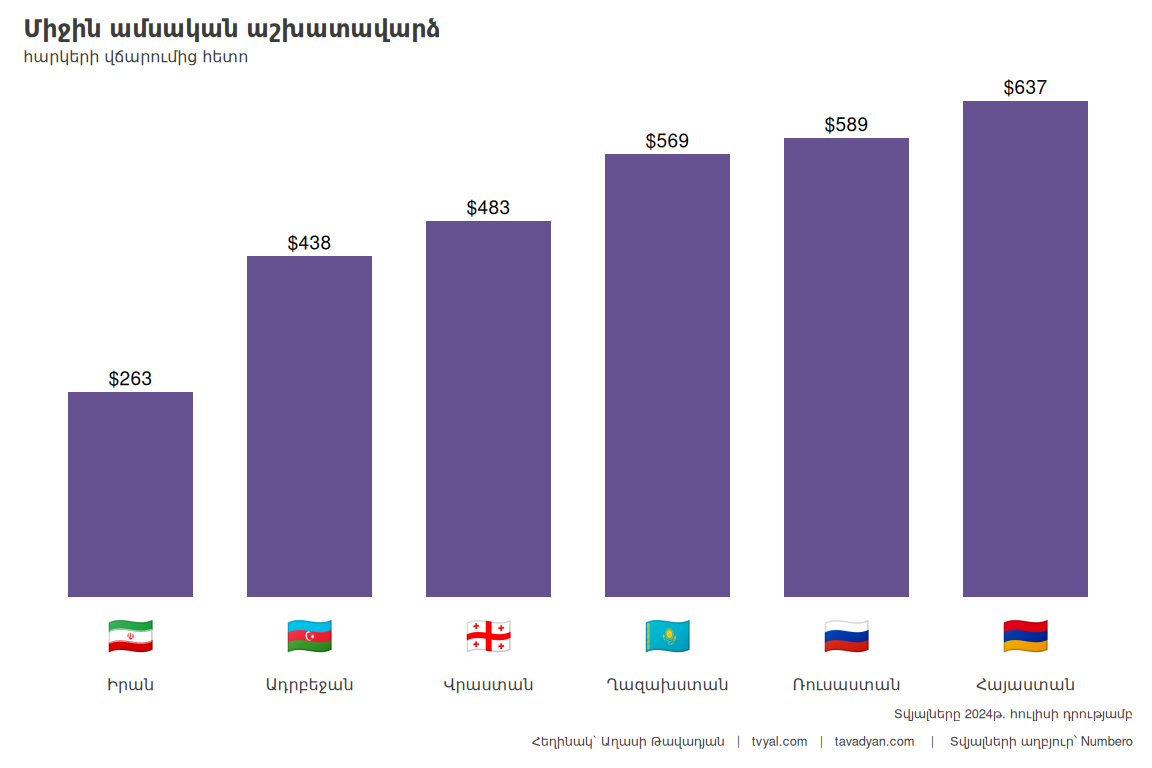 Միջին ամսական աշխատավարձ
հարկերի վճարումից հետո
$637
$589
$569
$483
$438
$263
Իրան Ադրբեջան Վրաստան Ղազախստան Ռուսաստան Հայաստան
Տվյալները 2024թ. հուլիսի դրությամբ
Հեղինակ՝ Աղասի Թավադյան | tvyal.com | tavadyan.com | Տվյալների աղբյուր՝ Numbero